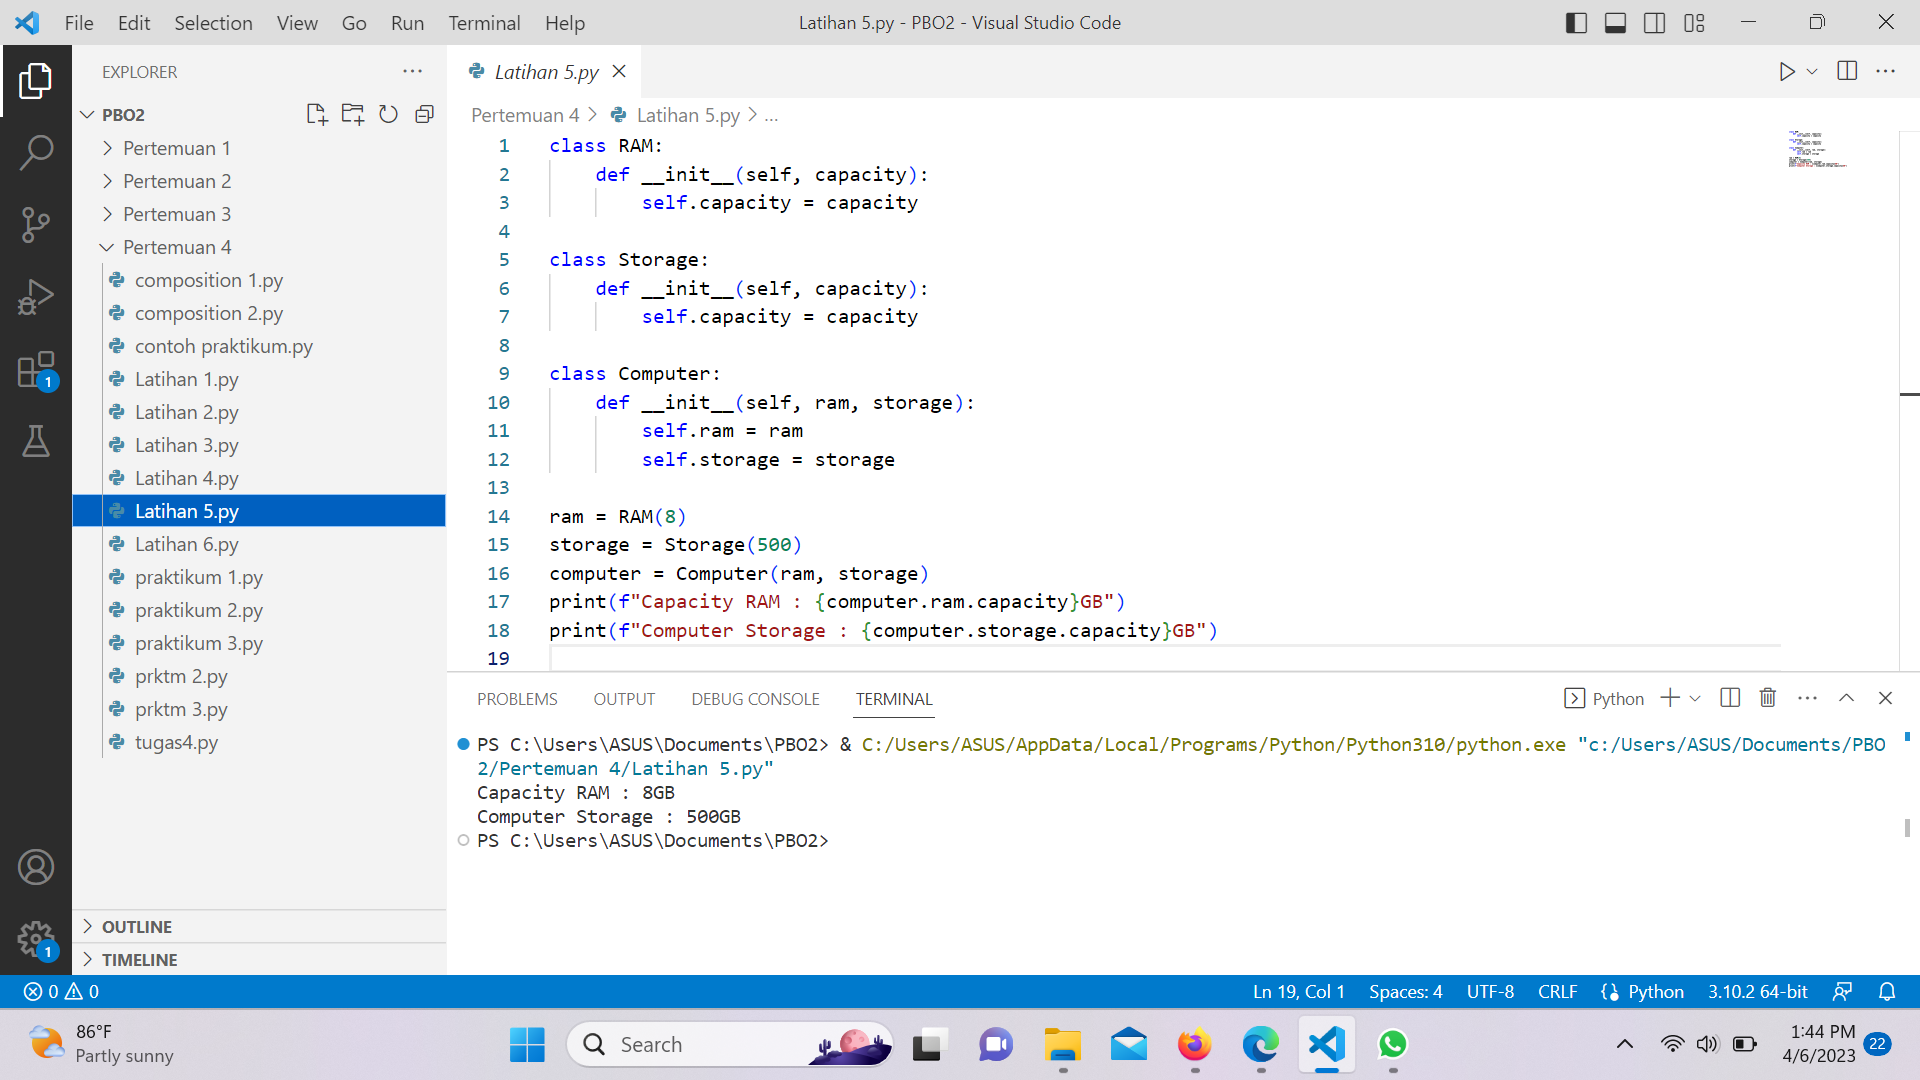 File Edit Selection View Go Run Terminal Help
Latihan 5.py - PBO2 - Visual Studio Code
EXPLORER
PBO2
Pertemuan 1
Pertemuan 2
Pertemuan 3
Pertemuan 4
composition 1.py
composition 2.py
contoh praktikum.py
Latihan 1.py
Latihan 2.py
Latihan 3.py
Latihan 4.py
Latihan 5.py
Latihan 6.py
praktikum 1.py
praktikum 2.py
praktikum 3.py
prktm 2.py
prktm 3.py
tugas4.py
OUTLINE
TIMELINE
1
1
Latihan 5.py
Pertemuan 4 > Latihan 5.py > ...
1 class RAM:
2     def __init__(self, capacity):
3         self.capacity = capacity
4
5 class Storage:
6     def __init__(self, capacity):
7         self.capacity = capacity
8
9 class Computer:
10     def __init__(self, ram, storage):
11         self.ram = ram
12         self.storage = storage
13
14 ram = RAM(8)
15 storage = Storage(500)
16 computer = Computer(ram, storage)
17 print(f"Capacity RAM : {computer.ram.capacity}GB")
18 print(f"Computer Storage : {computer.storage.capacity}GB")
19
PROBLEMS OUTPUT DEBUG CONSOLE TERMINAL
Python
PS C:\Users\ASUS\Documents\PBO2> & C:/Users/ASUS/AppData/Local/Programs/Python/Python310/python.exe "c:/Users/ASUS/Documents/PBO
2/Pertemuan 4/Latihan 5.py"
Capacity RAM : 8GB
Computer Storage : 500GB
PS C:\Users\ASUS\Documents\PBO2>
0 0
Ln 19, Col 1 Spaces: 4 UTF-8 CRLF Python 3.10.2 64-bit
86°F
Partly sunny
Search
1:44 PM
4/6/2023
22